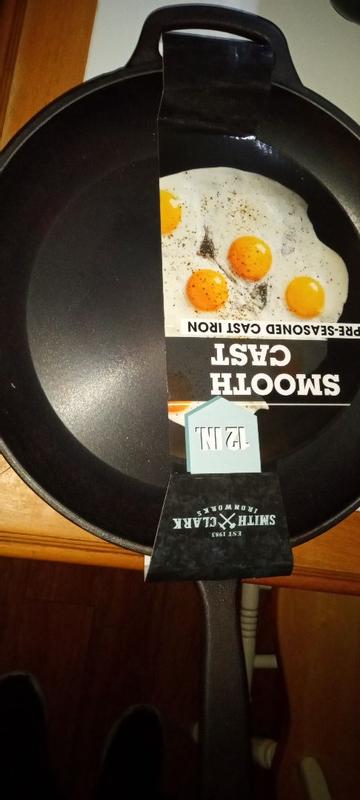 EST 1983
SMITH CLARK
IRONWORKS
12 IN.
SMOOTH
CAST
PRE-SEASONED CAST IRON